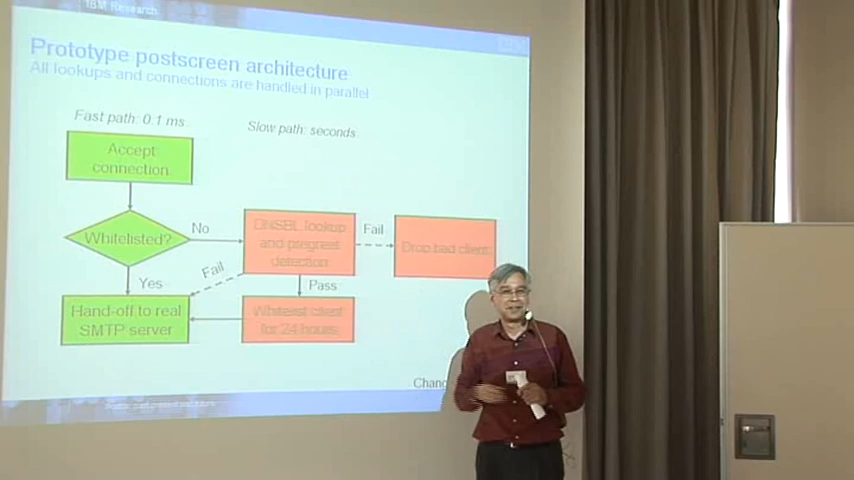 IBM Research
IBM
Prototype postscreen architecture
All lookups and connections are handled in parallel
Fast path: 0.1 ms
Slow path: seconds
Accept
connection
Whitelisted?
No
DNSBL lookup
and pregreet
detection
Fail
Drop bad client
Fail
Yes
Pass
Hand-off to real
SMTP server
Whitelist client
for 24 hours
Chang